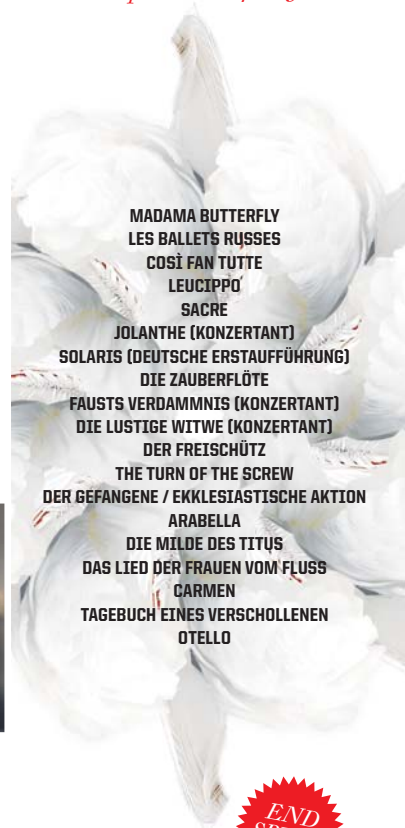 MADAMA BUTTERFLY
LES BALLETS RUSSES
COSÌ FAN TUTTE
LEUCIPPO
SACRE
JOLANTHE (KONZERTANT)
SOLARIS (DEUTSCHE ERSTAUFFÜHRUNG)
DIE ZAUBERFLÖTE
FAUSTS VERDAMMNIS (KONZERTANT)
DIE LUSTIGE WITWE (KONZERTANT)
DER FREISCHÜTZ
THE TURN OF THE SCREW
DER GEFANGENE / EKKLESIASTISCHE AKTION
ARABELLA
DIE MILDE DES TITUS
DAS LIED DER FRAUEN VOM FLUSS
CARMEN
TAGEBUCH EINES VERSCHOLLENEN
OTELLO
END